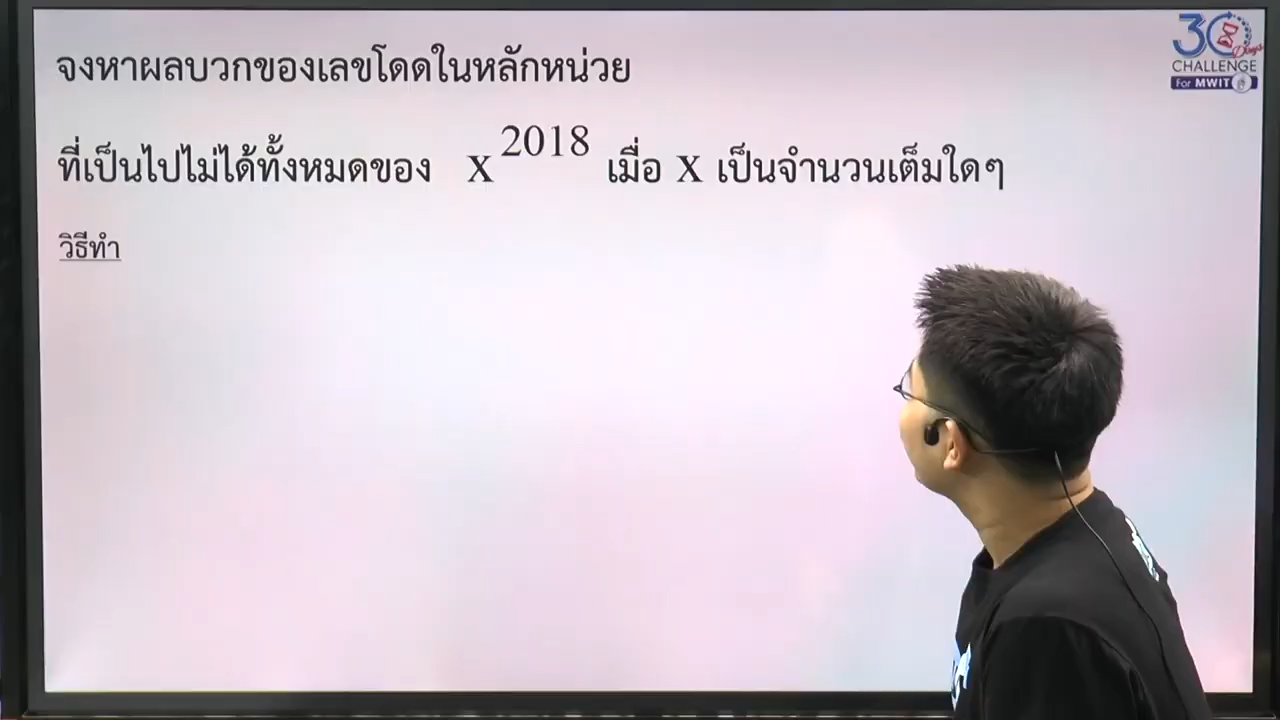 30 Days
CHALLENGE
For MWIT
จงหาผลบวกของเลขโดดในหลักหน่วย
ที่เป็นไปไม่ได้ทั้งหมดของ x^2018 เมื่อ x เป็นจำนวนเต็มใดๆ
วิธีทำ